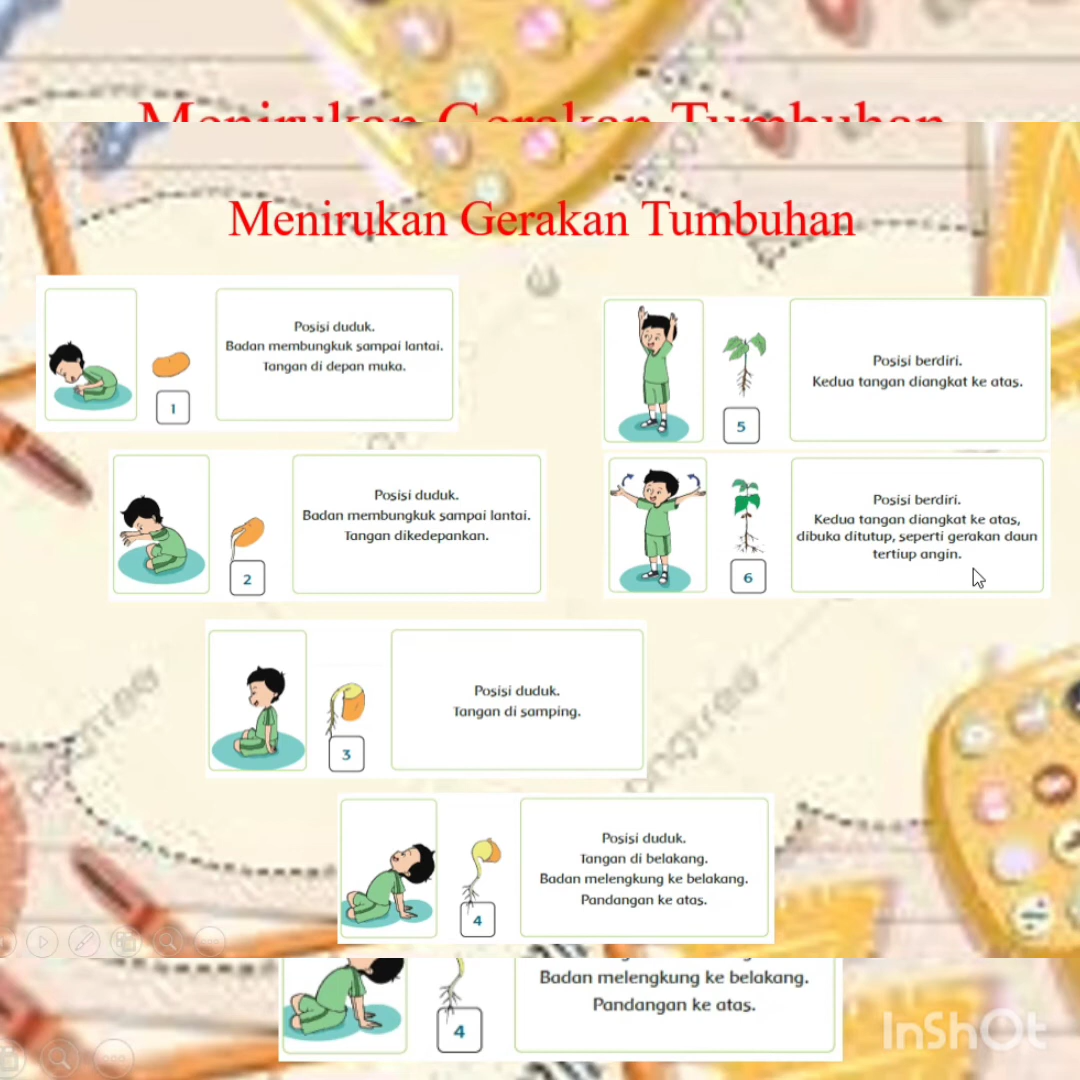 Menirukan Gerakan Tumbuhan
Menirukan Gerakan Tumbuhan
Posisi duduk.
Badan membungkuk sampai lantai.
Tangan di depan muka.
1
Posisi duduk.
Badan membungkuk sampai lantai.
Tangan dikedepankan.
2
Posisi duduk.
Tangan di samping.
3
Posisi duduk.
Tangan di belakang.
Badan melengkung ke belakang.
Pandangan ke atas.
4
Posisi berdiri.
Kedua tangan diangkat ke atas.
5
Posisi berdiri.
Kedua tangan diangkat ke atas,
dibuka ditutup, seperti gerakan daun
tertiup angin.
6
Badan melengkung ke belakang.
Pandangan ke atas.
4
InShOt